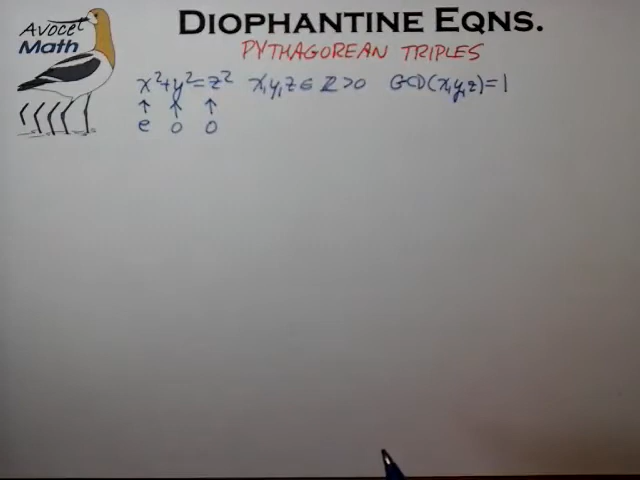 Avocet
Math
DIOPHANTINE EQNS.
PYTHAGOREAN TRIPLES
x²+y²=z² x,y,z ∈ ℤ>0 GCD(x,y,z)=1
↑ ↑ ↑
e o o